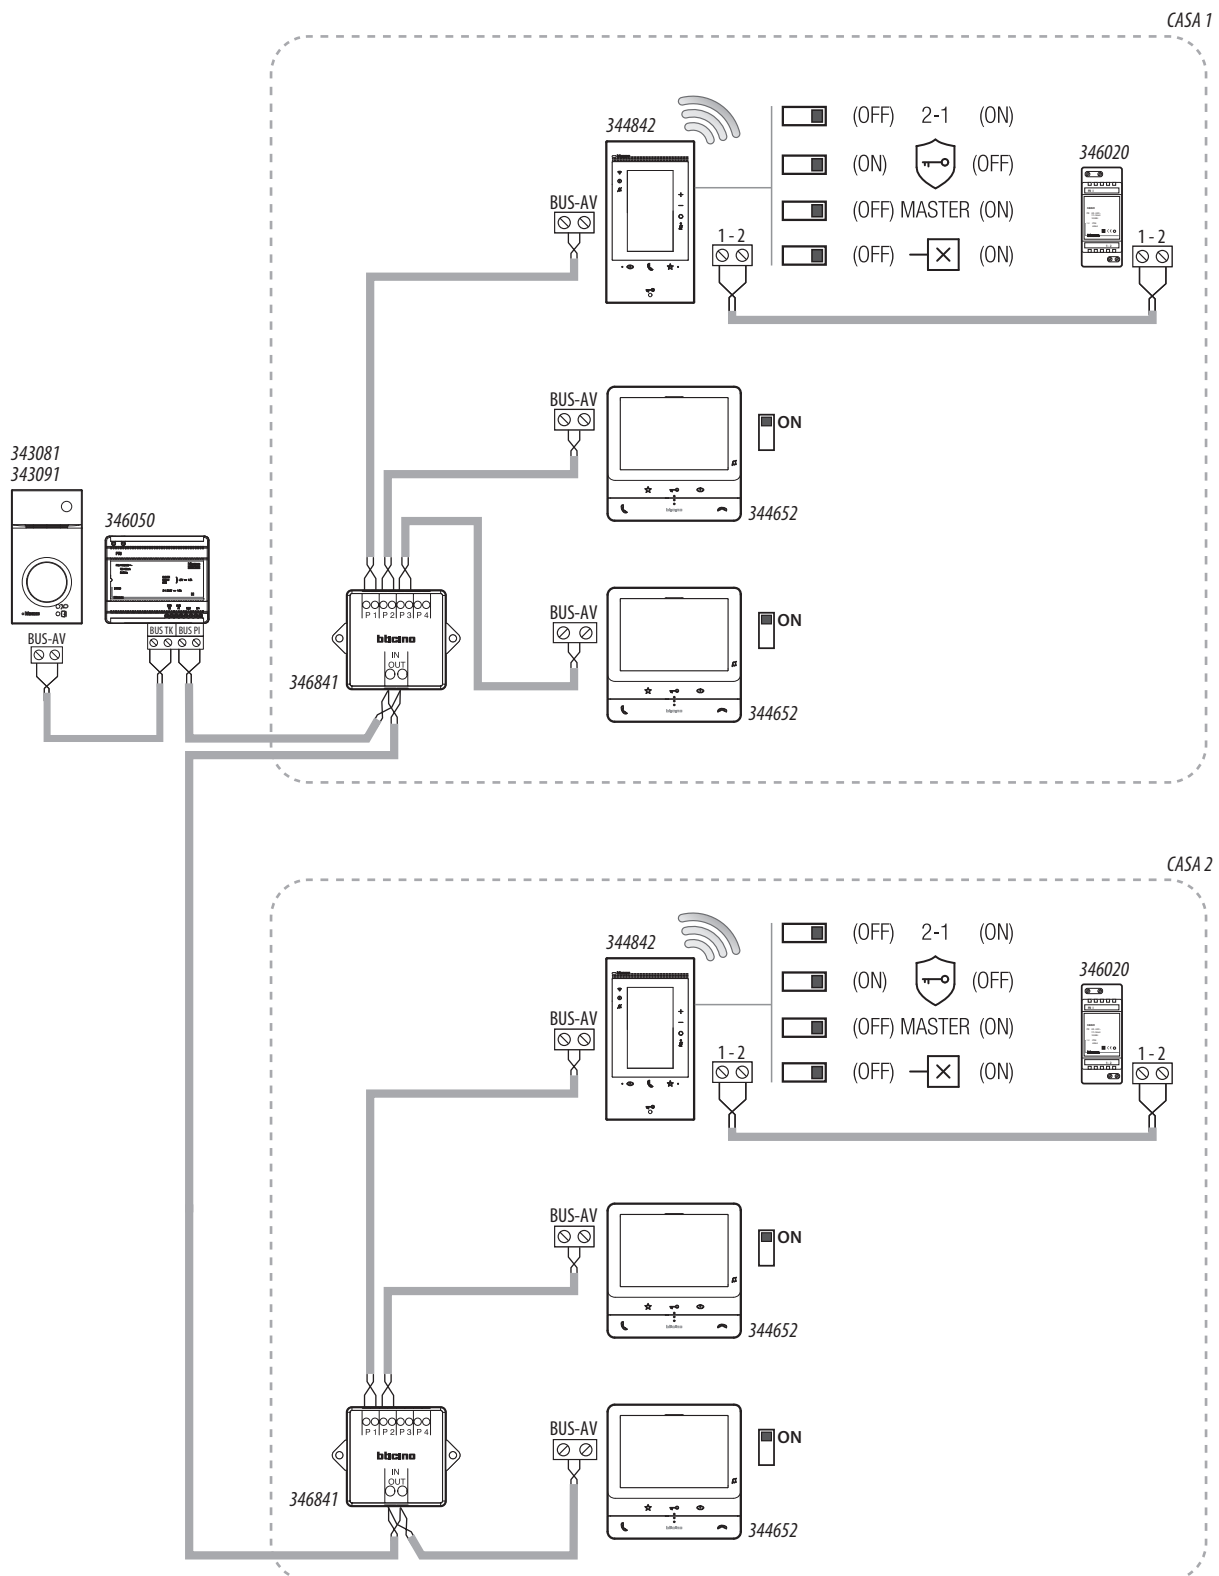 CASA 1
344842
(OFF) 2-1 (ON)
(ON) (OFF)
(OFF) MASTER (ON)
(OFF) (ON)
346020
BUS-AV
1 - 2
1 - 2
BUS-AV
ON
344652
343081
343091
346050
BUS-AV
BUS TK BUS PI
P 1 P 2 P 3 P 4
bticino
IN
OUT
346841
BUS-AV
ON
344652
CASA 2
344842
(OFF) 2-1 (ON)
(ON) (OFF)
(OFF) MASTER (ON)
(OFF) (ON)
346020
BUS-AV
1 - 2
1 - 2
BUS-AV
ON
344652
P 1 P 2 P 3 P 4
bticino
IN
OUT
346841
BUS-AV
ON
344652